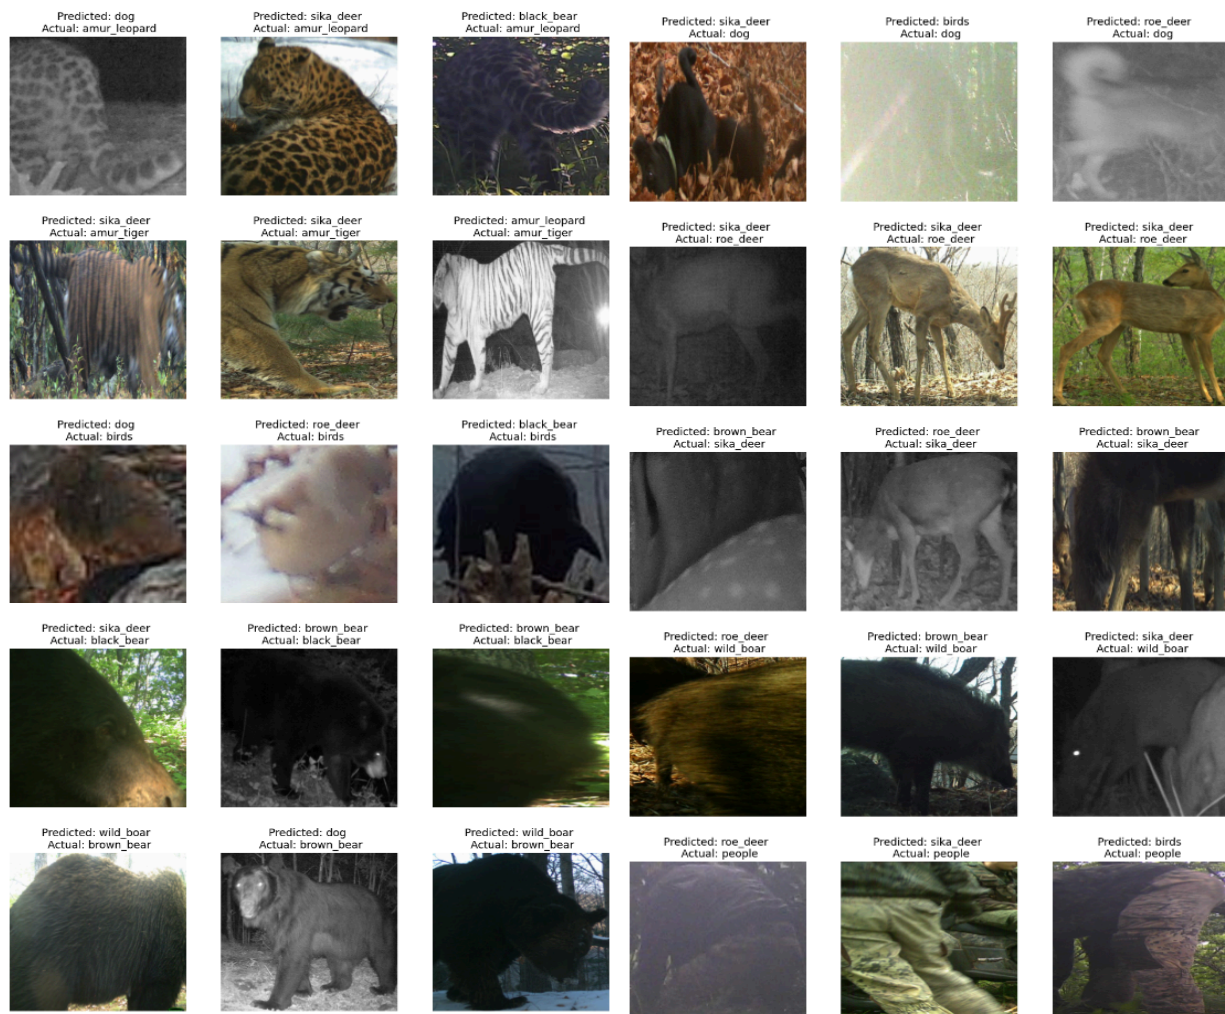 Predicted: dog
Actual: amur_leopard
Predicted: sika_deer
Actual: amur_leopard
Predicted: black_bear
Actual: amur_leopard
Predicted: sika_deer
Actual: dog
Predicted: birds
Actual: dog
Predicted: roe_deer
Actual: dog
Predicted: sika_deer
Actual: amur_tiger
Predicted: sika_deer
Actual: amur_tiger
Predicted: amur_leopard
Actual: amur_tiger
Predicted: sika_deer
Actual: roe_deer
Predicted: sika_deer
Actual: roe_deer
Predicted: sika_deer
Actual: roe_deer
Predicted: dog
Actual: birds
Predicted: roe_deer
Actual: birds
Predicted: black_bear
Actual: birds
Predicted: brown_bear
Actual: sika_deer
Predicted: roe_deer
Actual: sika_deer
Predicted: brown_bear
Actual: sika_deer
Predicted: sika_deer
Actual: black_bear
Predicted: brown_bear
Actual: black_bear
Predicted: brown_bear
Actual: black_bear
Predicted: roe_deer
Actual: wild_boar
Predicted: brown_bear
Actual: wild_boar
Predicted: sika_deer
Actual: wild_boar
Predicted: wild_boar
Actual: brown_bear
Predicted: dog
Actual: brown_bear
Predicted: wild_boar
Actual: brown_bear
Predicted: roe_deer
Actual: people
Predicted: sika_deer
Actual: people
Predicted: birds
Actual: people